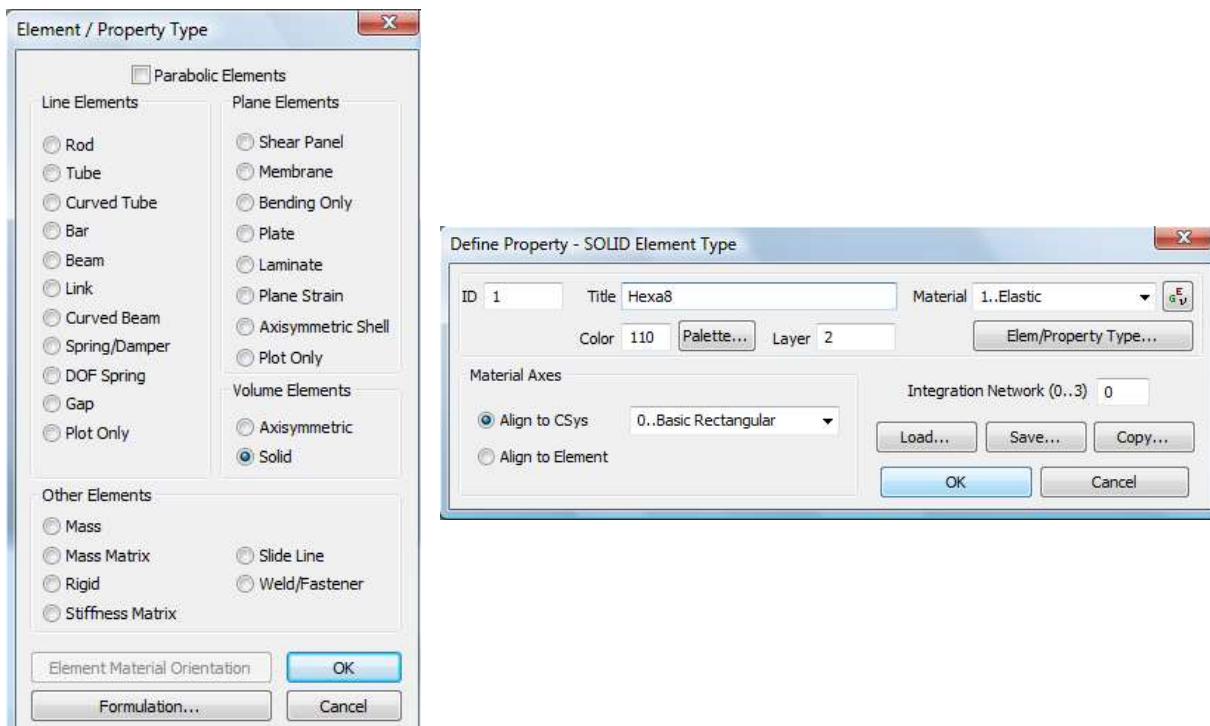 Element / Property Type
Parabolic Elements
Line Elements
Rod
Tube
Curved Tube
Bar
Beam
Link
Curved Beam
Spring/Damper
DOF Spring
Gap
Plot Only
Plane Elements
Shear Panel
Membrane
Bending Only
Plate
Laminate
Plane Strain
Axisymmetric Shell
Plot Only
Volume Elements
Axisymmetric
Solid
Other Elements
Mass
Mass Matrix
Rigid
Stiffness Matrix
Slide Line
Weld/Fastener
Element Material Orientation
OK
Formulation...
Cancel
Define Property - SOLID Element Type
ID 1 Title Hexa8 Material 1..Elastic G E ν
Color 110 Palette... Layer 2 Elem/Property Type...
Material Axes
Align to CSys 0..Basic Rectangular
Align to Element
Integration Network (0..3) 0
Load... Save... Copy...
OK Cancel